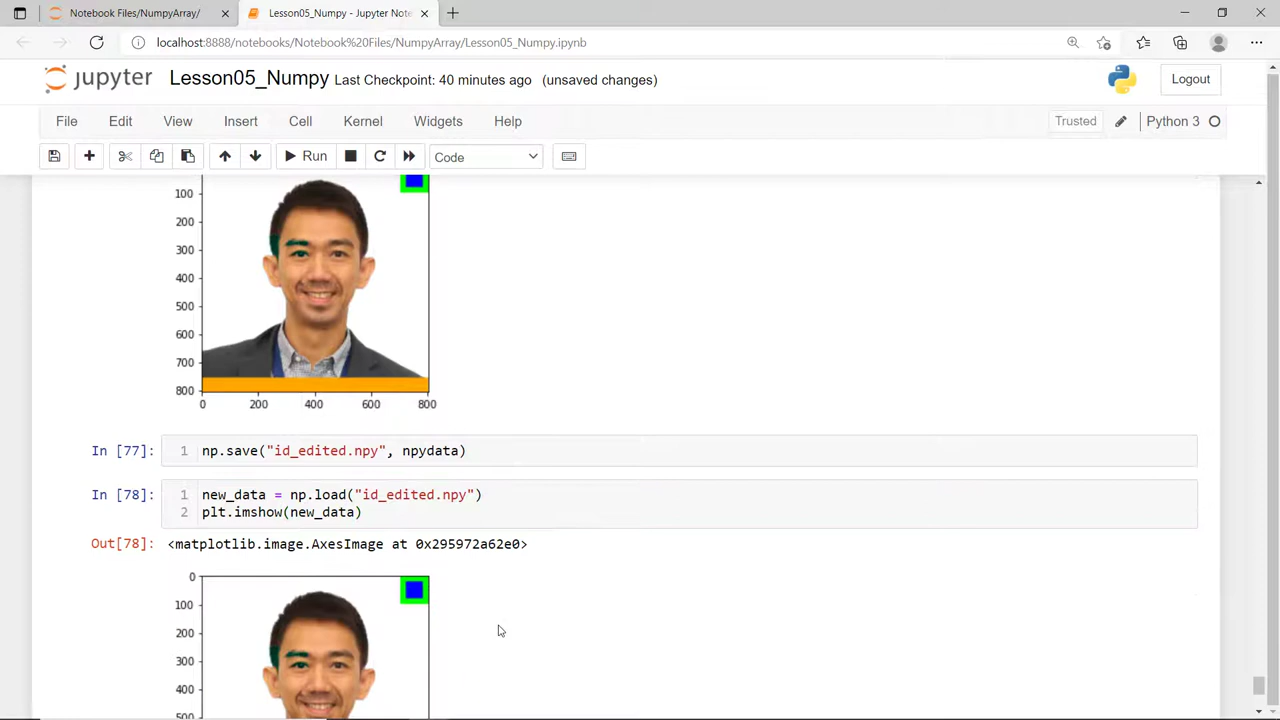 Notebook Files/NumpyArray/
Lesson05_Numpy - Jupyter Note
localhost:8888/notebooks/Notebook%20Files/NumpyArray/Lesson05_Numpy.ipynb
jupyter Lesson05_Numpy Last Checkpoint: 40 minutes ago (unsaved changes) Logout
File Edit View Insert Cell Kernel Widgets Help Trusted Python 3
Run Code
100
200
300
400
500
600
700
800
0 200 400 600 800
In [77]: 1 np.save("id_edited.npy", npydata)
In [78]: 1 new_data = np.load("id_edited.npy")
2 plt.imshow(new_data)
Out[78]: <matplotlib.image.AxesImage at 0x295972a62e0>
0
100
200
300
400
500